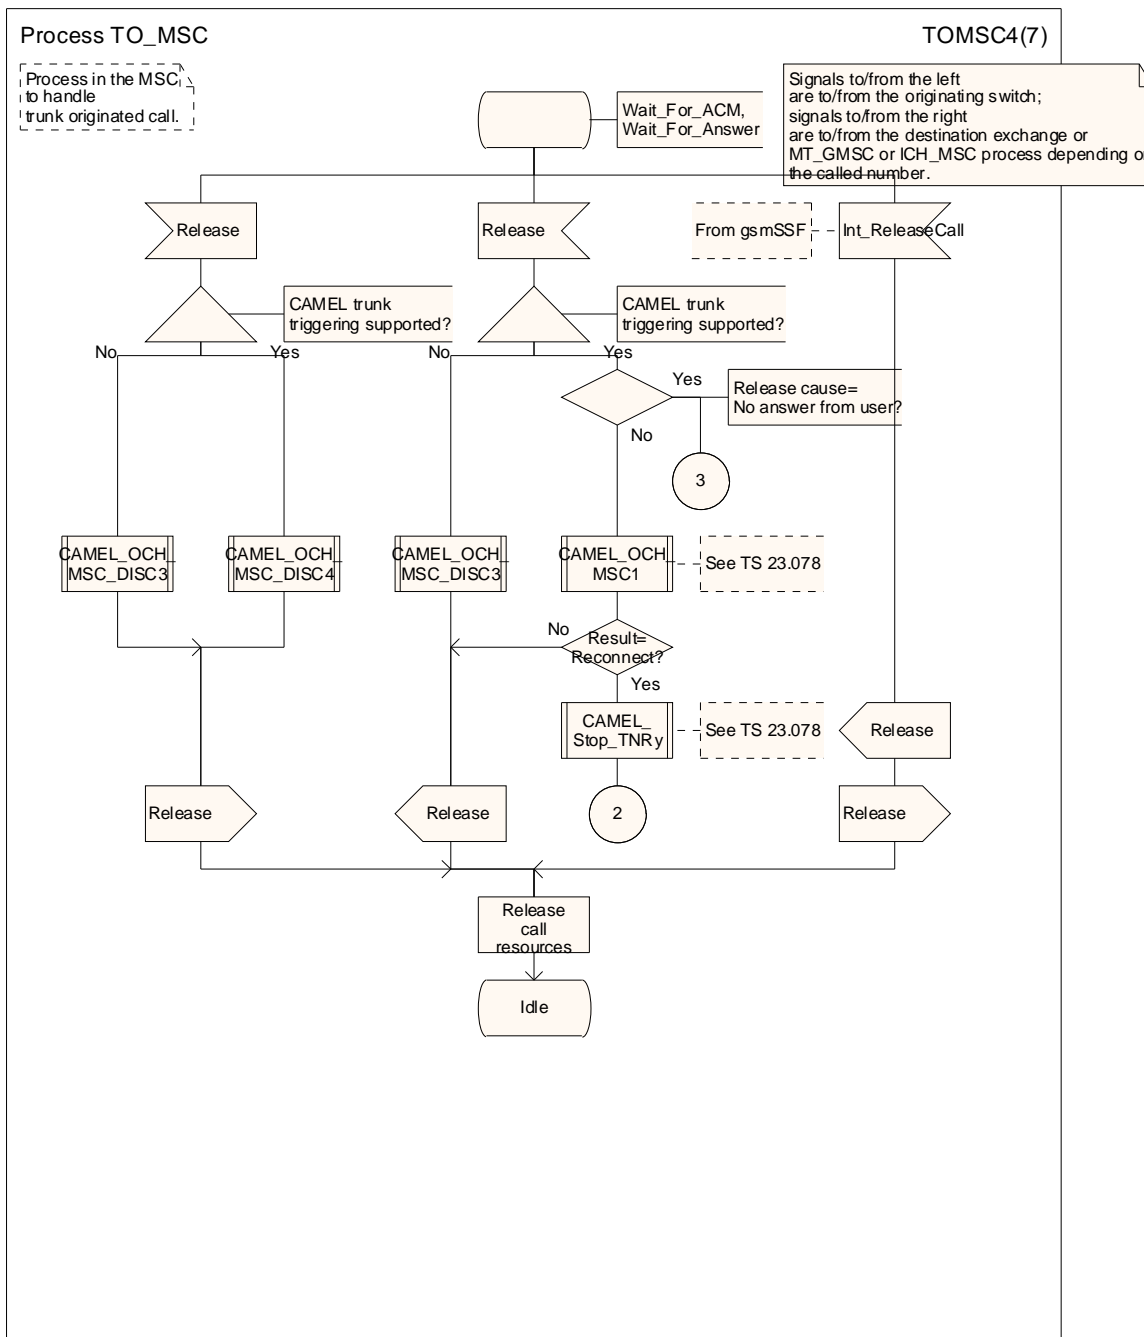 Process TO_MSC
TOMSC4(7)
Process in the MSC
to handle
trunk originated call.
Signals to/from the left
are to/from the originating switch;
signals to/from the right
are to/from the destination exchange or
MT_GMSC or ICH_MSC process depending or
the called number.
Wait_For_ACM,
Wait_For_Answer
Release
Release
From gsmSSF
Int_ReleaseCall
CAMEL trunk
triggering supported?
CAMEL trunk
triggering supported?
No
Yes
No
Yes
Yes
Release cause=
No answer from user?
No
3
CAMEL_OCH_
MSC_DISC3
CAMEL_OCH_
MSC_DISC4
CAMEL_OCH_
MSC_DISC3
CAMEL_OCH_
MSC1
See TS 23.078
No
Result=
Reconnect?
Yes
CAMEL_
Stop_TNRy
See TS 23.078
Release
Release
Release
2
Release
Release
call
resources
Idle